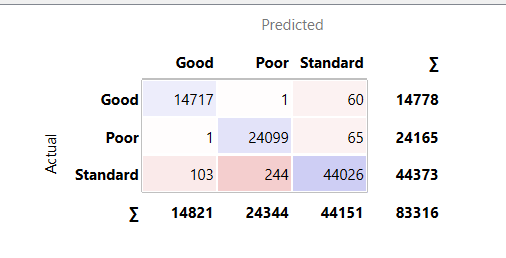 Predicted
Good Poor Standard Σ
Good 14717 1 60 14778
Poor 1 24099 65 24165
Standard 103 244 44026 44373
Σ 14821 24344 44151 83316
Actual